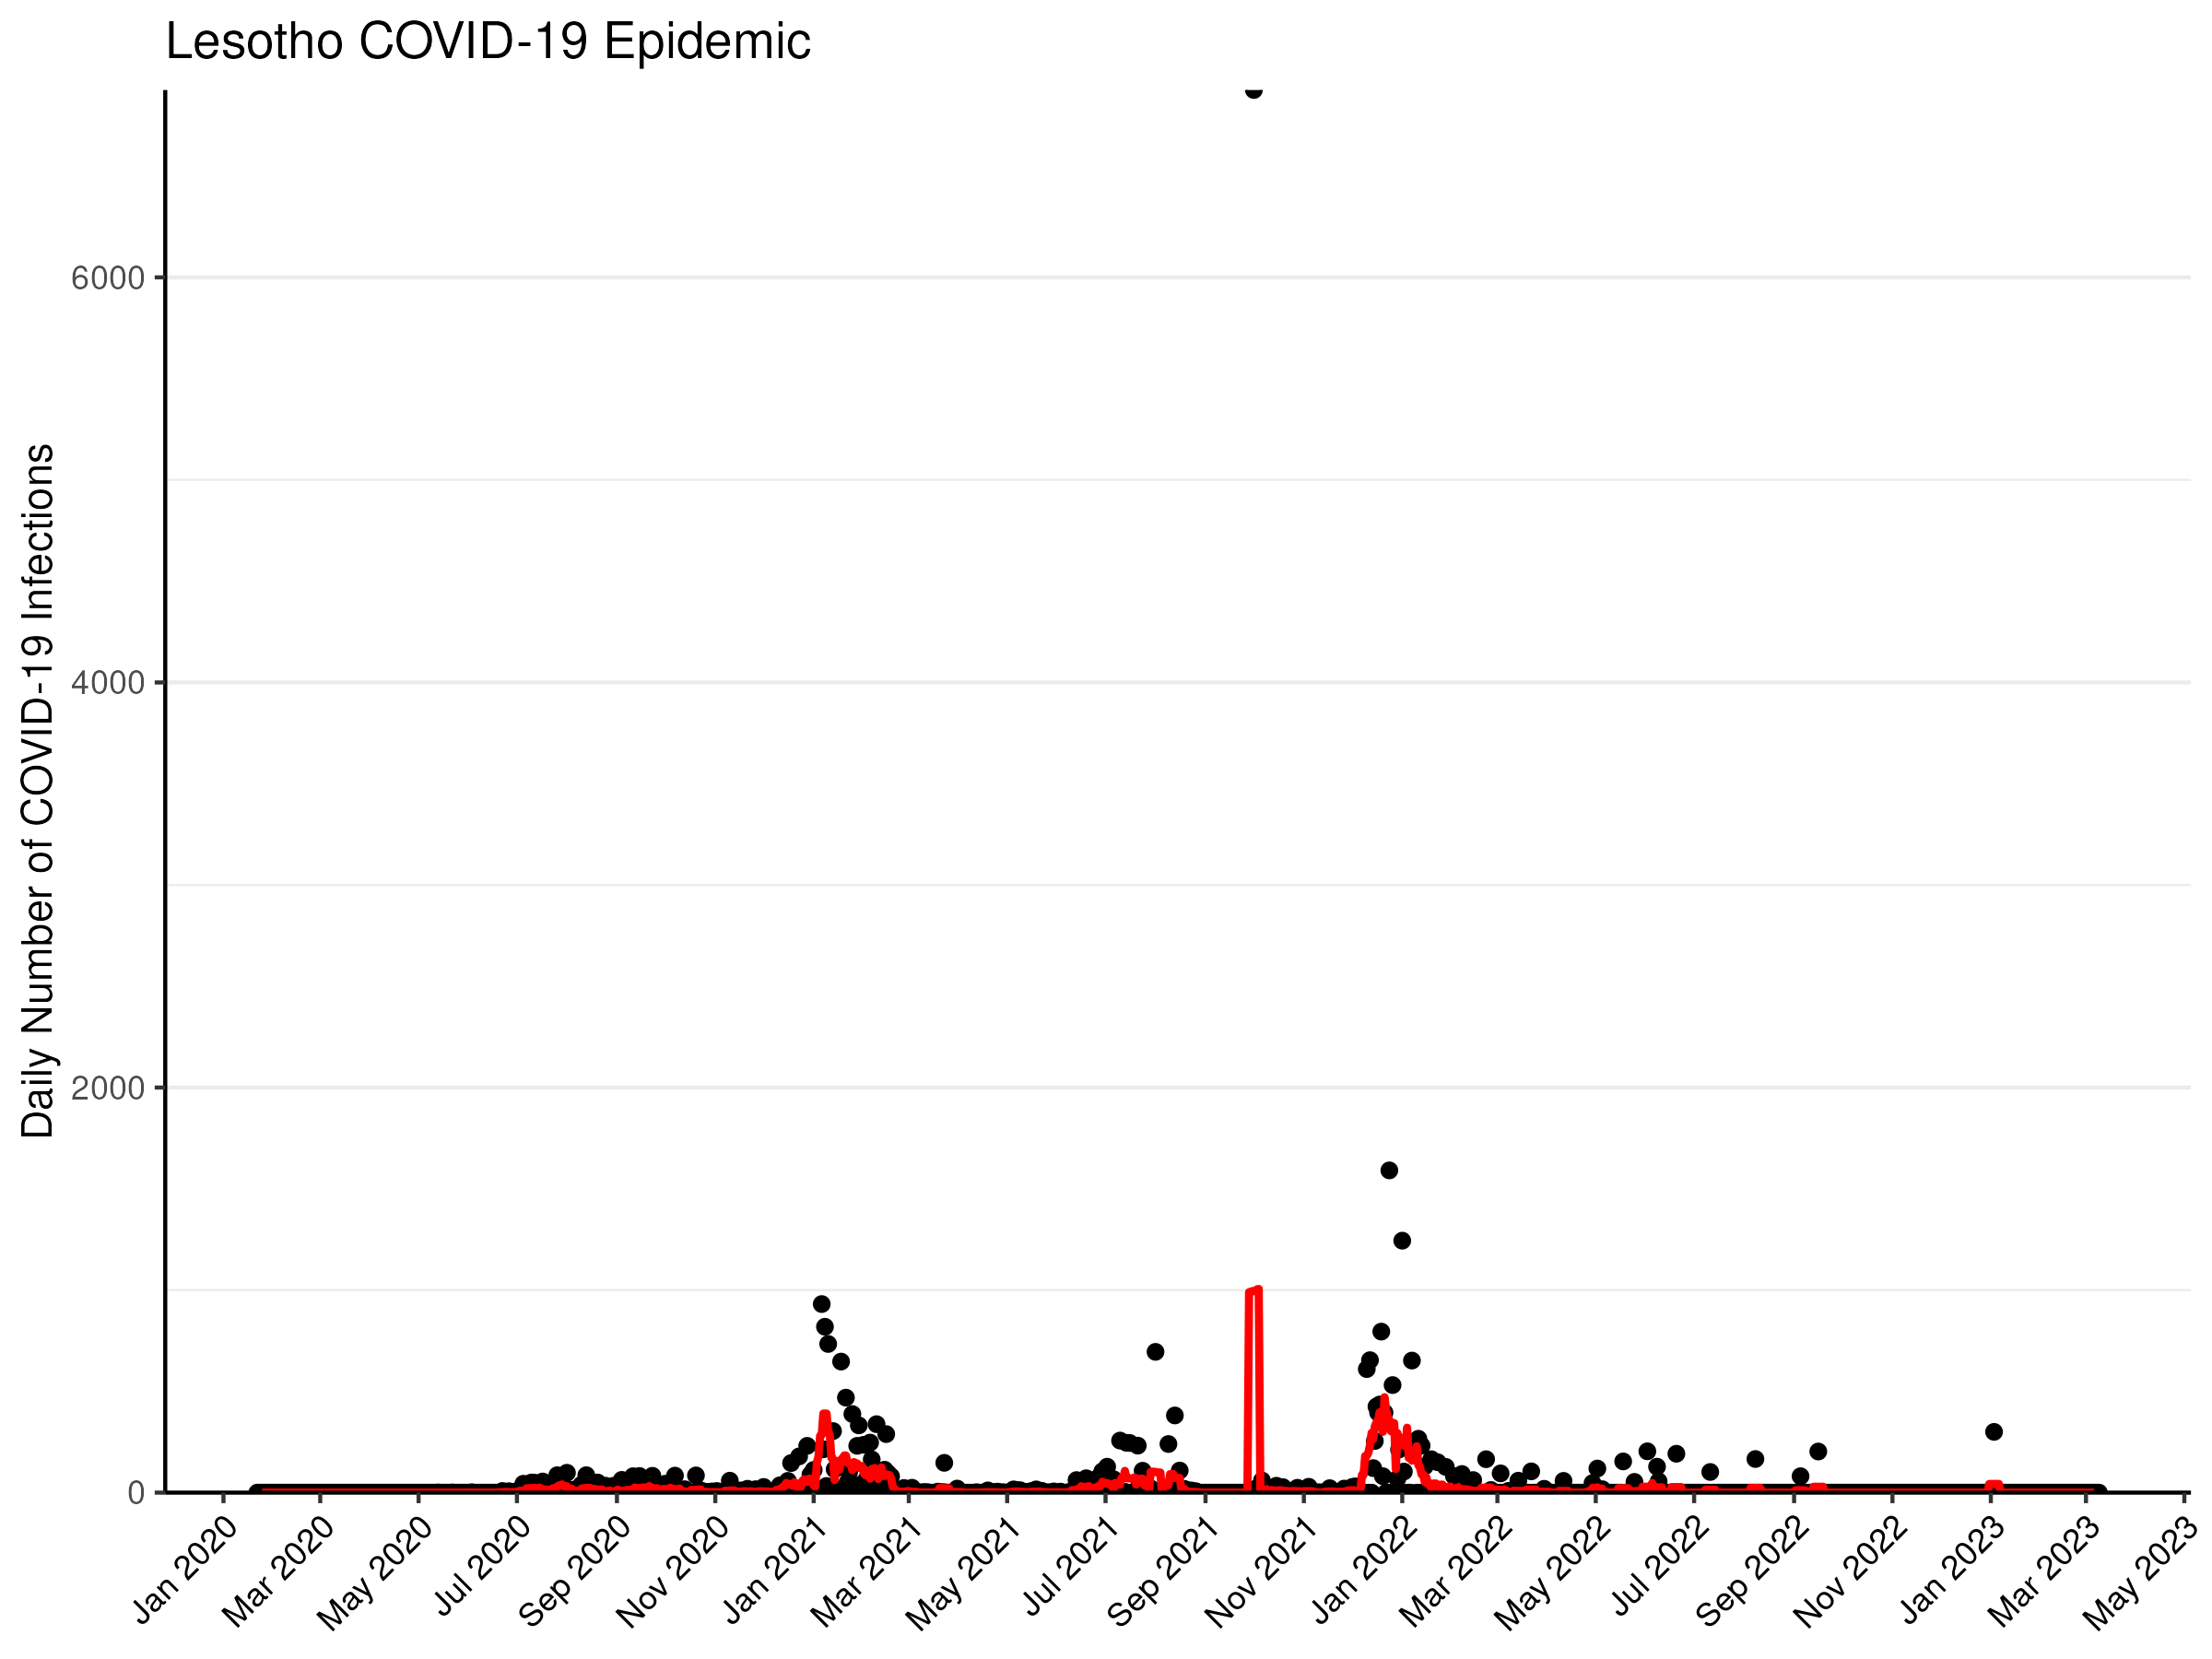 Lesotho COVID-19 Epidemic
Daily Number of COVID-19 Infections
6000
4000
2000
0
Jan 2020
Mar 2020
May 2020
Jul 2020
Sep 2020
Nov 2020
Jan 2021
Mar 2021
May 2021
Jul 2021
Sep 2021
Nov 2021
Jan 2022
Mar 2022
May 2022
Jul 2022
Sep 2022
Nov 2022
Jan 2023
Mar 2023
May 2023